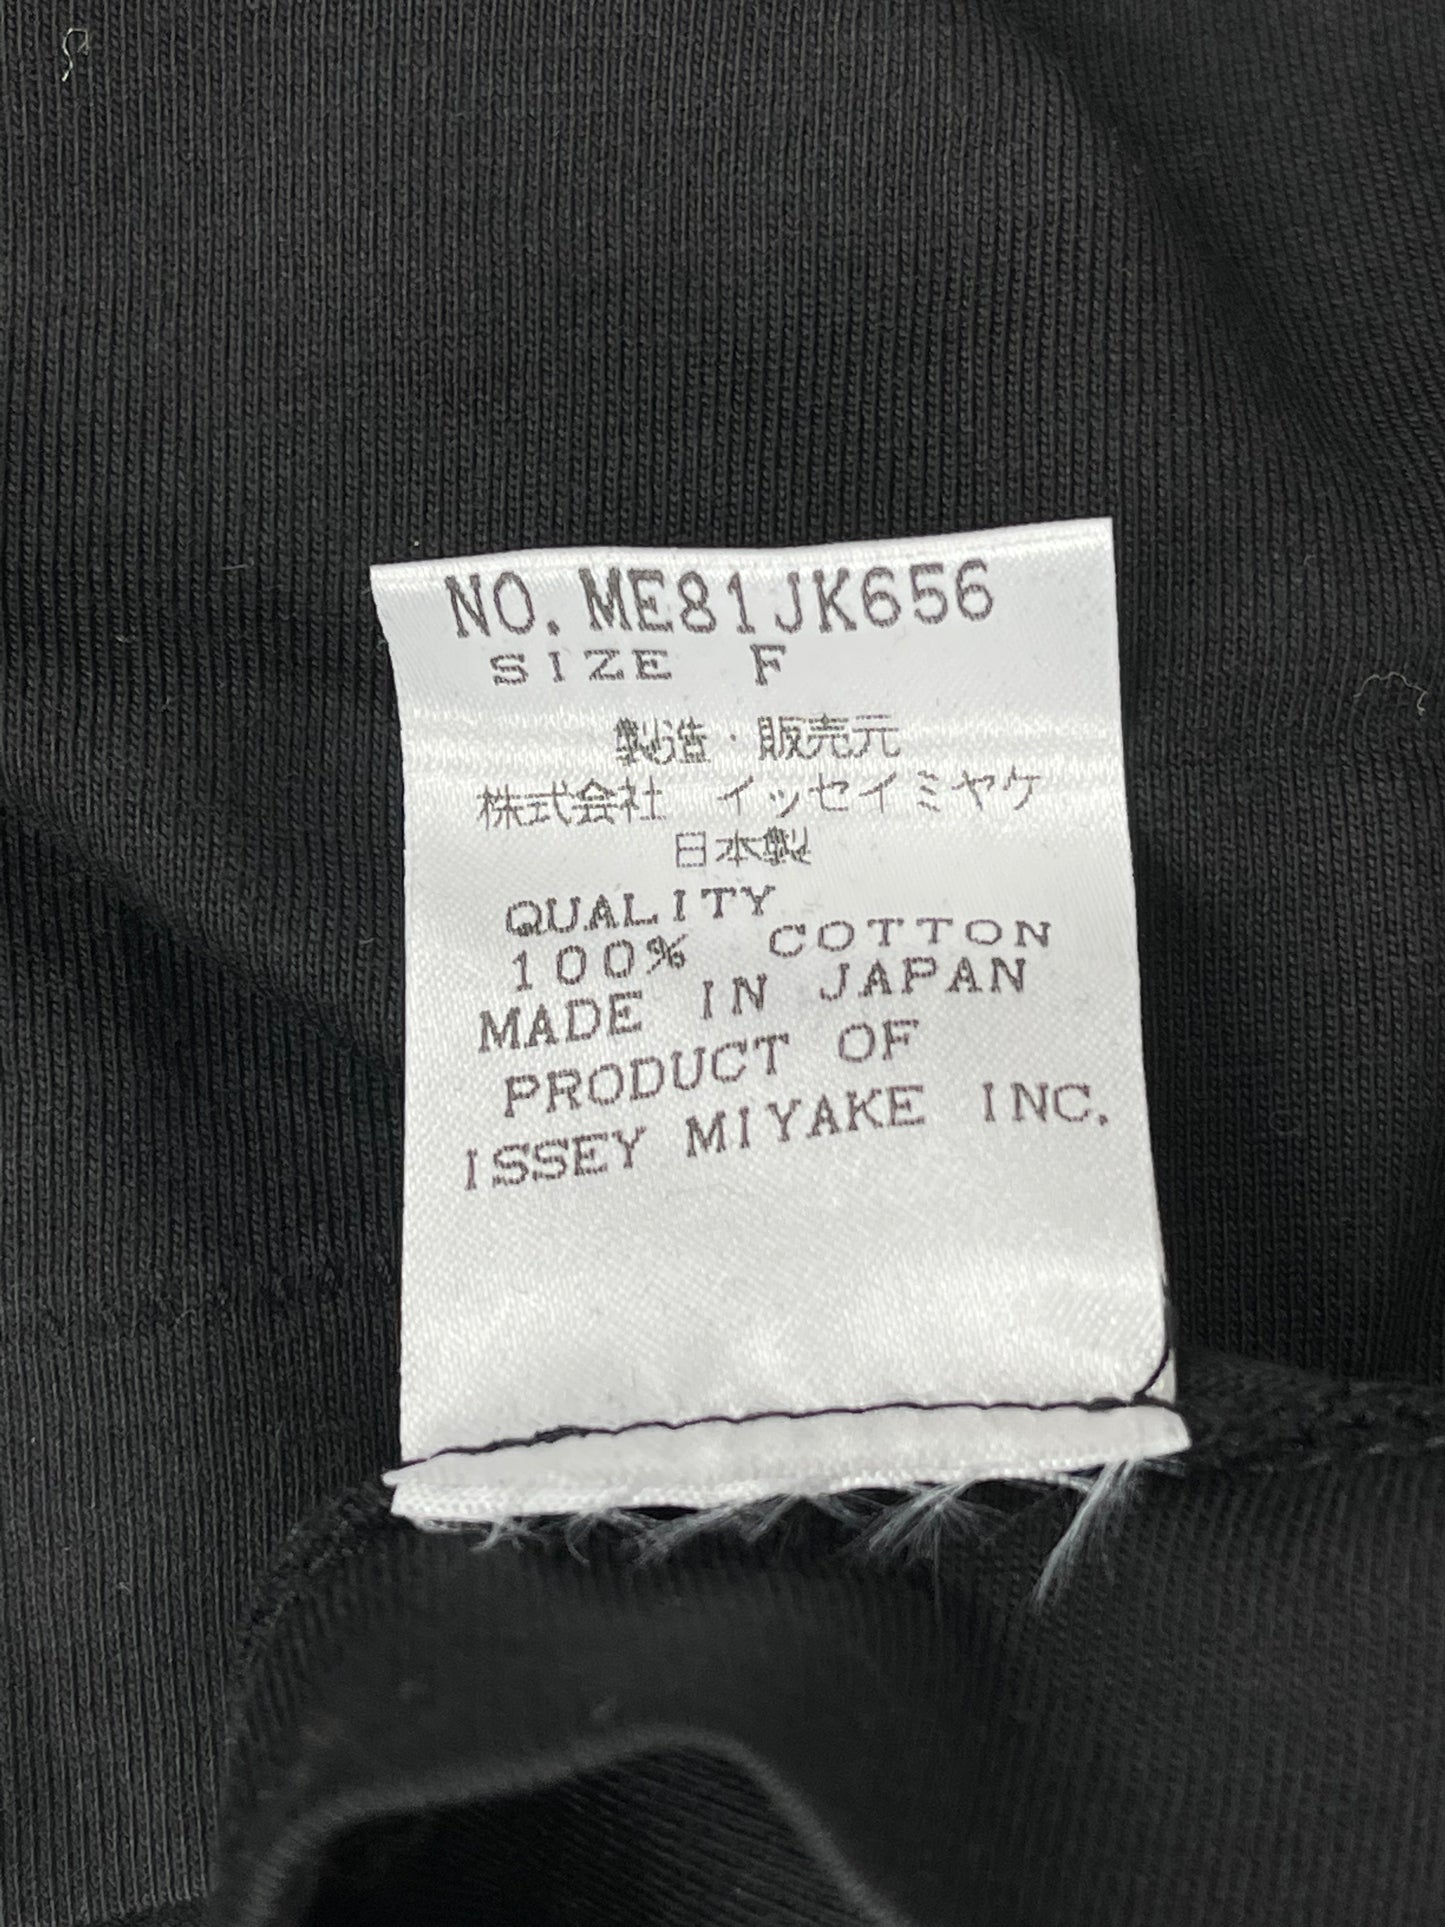 NO. ME81JK656
SIZE F
製造・販売元
株式会社 イッセイミヤケ
日本製
QUALITY
100% COTTON
MADE IN JAPAN
PRODUCT OF
ISSEY MIYAKE INC.